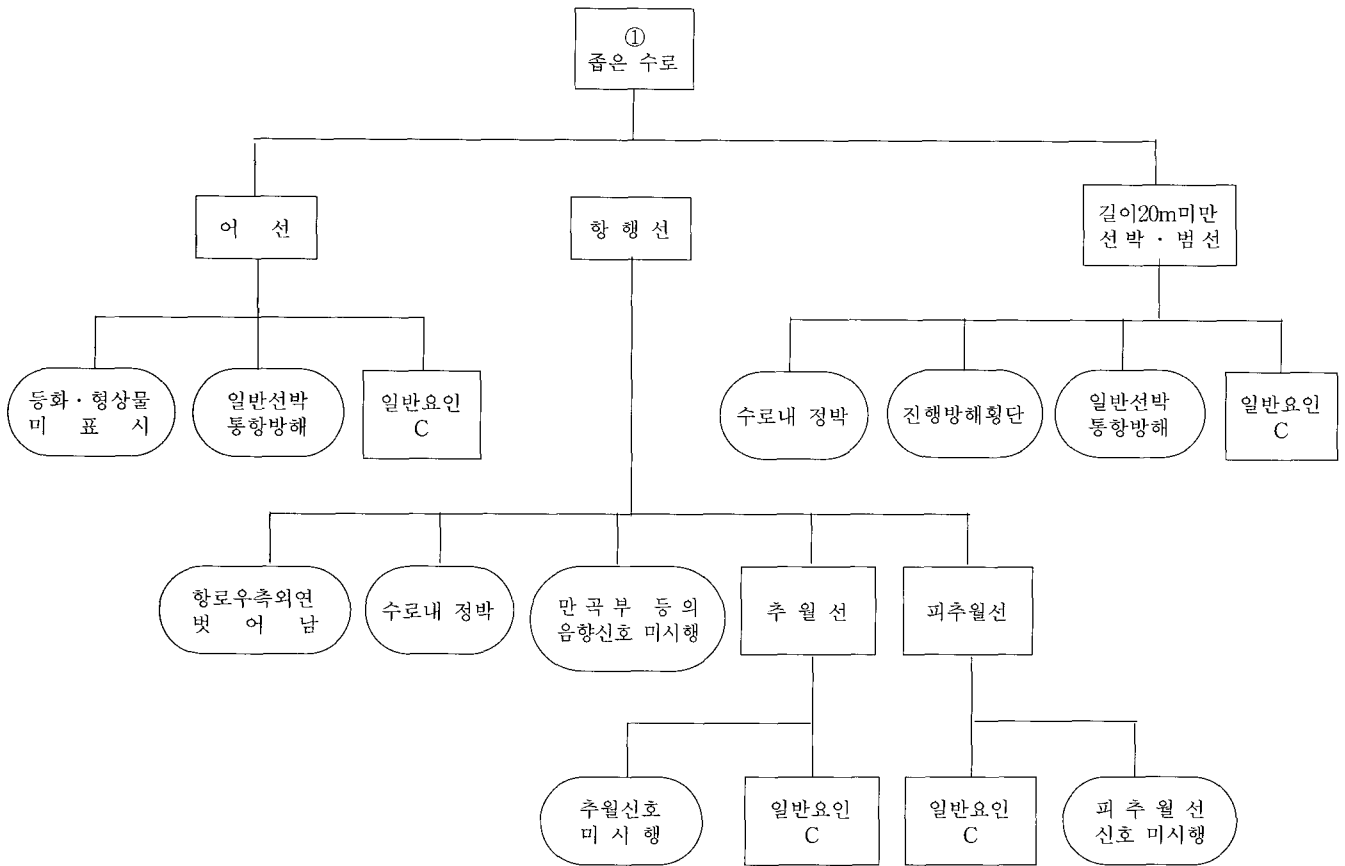 ①
좁은 수로
어 선
항 행 선
길이20m미만
선박 · 범선
등화 · 형상물
미 표 시
일반선박
통항방해
일반요인
C
수로내 정박
진행방해횡단
일반선박
통항방해
일반요인
C
항로우측외연
벗 어 남
수로내 정박
만 곡 부 등 의
음향신호 미시행
추 월 선
피추월선
추월신호
미 시 행
일반요인
C
일반요인
C
피 추 월 선
신호 미시행